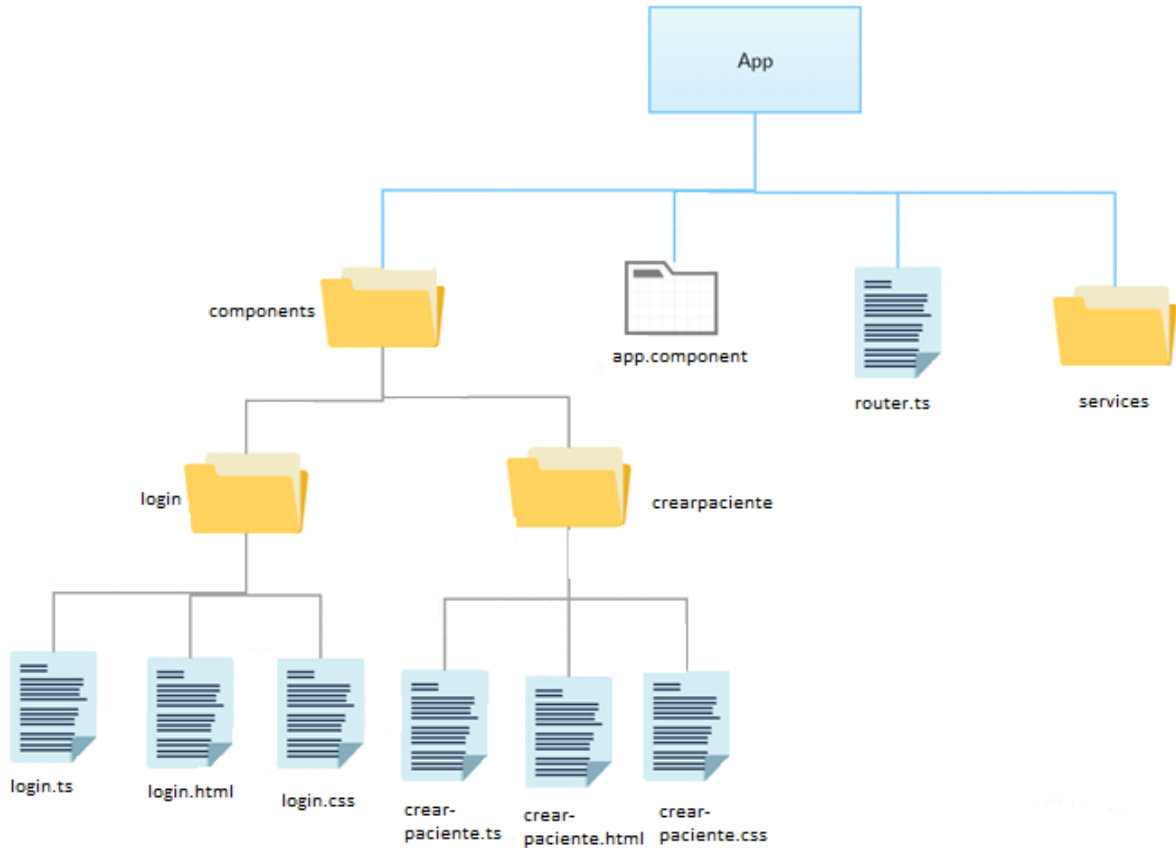 App
components
app.component
router.ts
services
login
crearpaciente
login.ts
login.html
login.css
crear-
paciente.ts
crear-
paciente.html
crear-
paciente.css